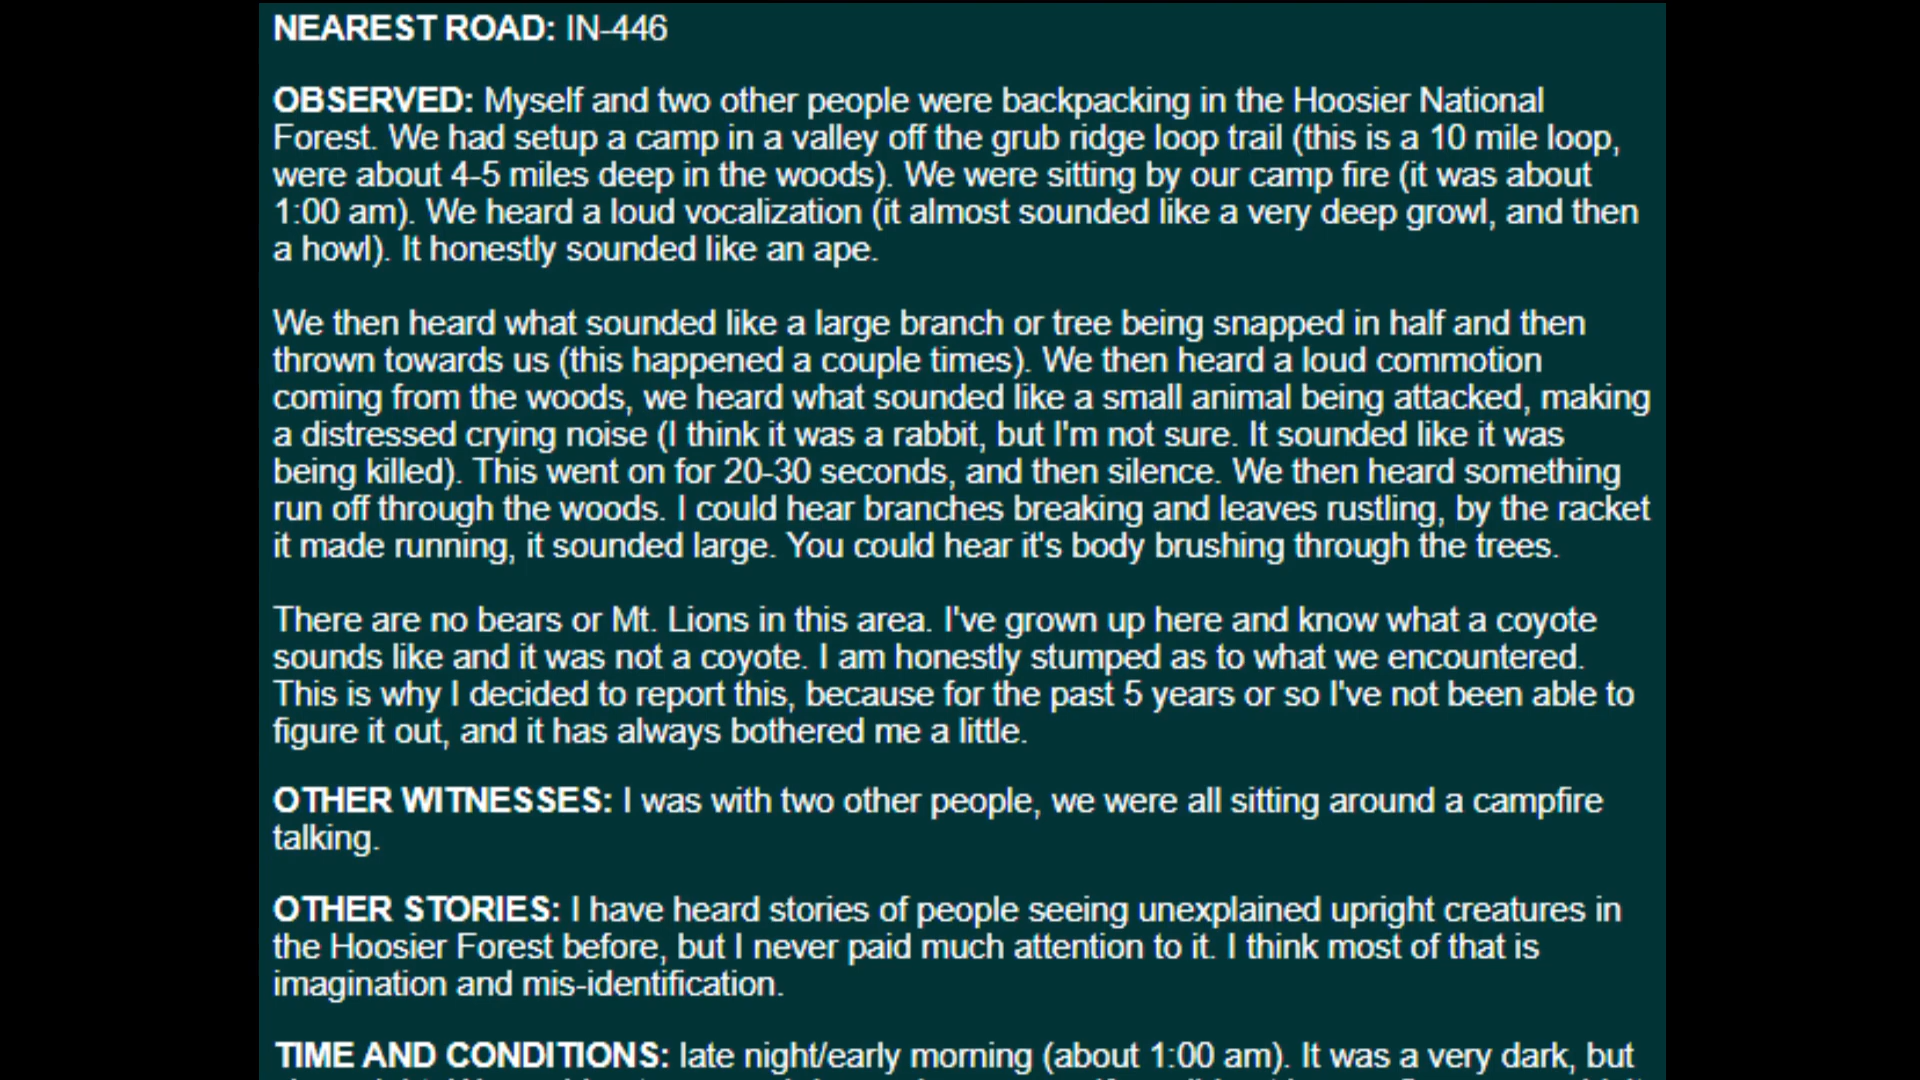 NEAREST ROAD: IN-446
OBSERVED: Myself and two other people were backpacking in the Hoosier National
Forest. We had setup a camp in a valley off the grub ridge loop trail (this is a 10 mile loop,
were about 4-5 miles deep in the woods). We were sitting by our camp fire (it was about
1:00 am). We heard a loud vocalization (it almost sounded like a very deep growl, and then
a howl). It honestly sounded like an ape.
We then heard what sounded like a large branch or tree being snapped in half and then
thrown towards us (this happened a couple times). We then heard a loud commotion
coming from the woods, we heard what sounded like a small animal being attacked, making
a distressed crying noise (I think it was a rabbit, but I'm not sure. It sounded like it was
being killed). This went on for 20-30 seconds, and then silence. We then heard something
run off through the woods. I could hear branches breaking and leaves rustling, by the racket
it made running, it sounded large. You could hear it's body brushing through the trees.
There are no bears or Mt. Lions in this area. I've grown up here and know what a coyote
sounds like and it was not a coyote. I am honestly stumped as to what we encountered.
This is why I decided to report this, because for the past 5 years or so I've not been able to
figure it out, and it has always bothered me a little.
OTHER WITNESSES: I was with two other people, we were all sitting around a campfire
talking.
OTHER STORIES: I have heard stories of people seeing unexplained upright creatures in
the Hoosier Forest before, but I never paid much attention to it. I think most of that is
imagination and mis-identification.
TIME AND CONDITIONS: late night/early morning (about 1:00 am). It was a very dark, but